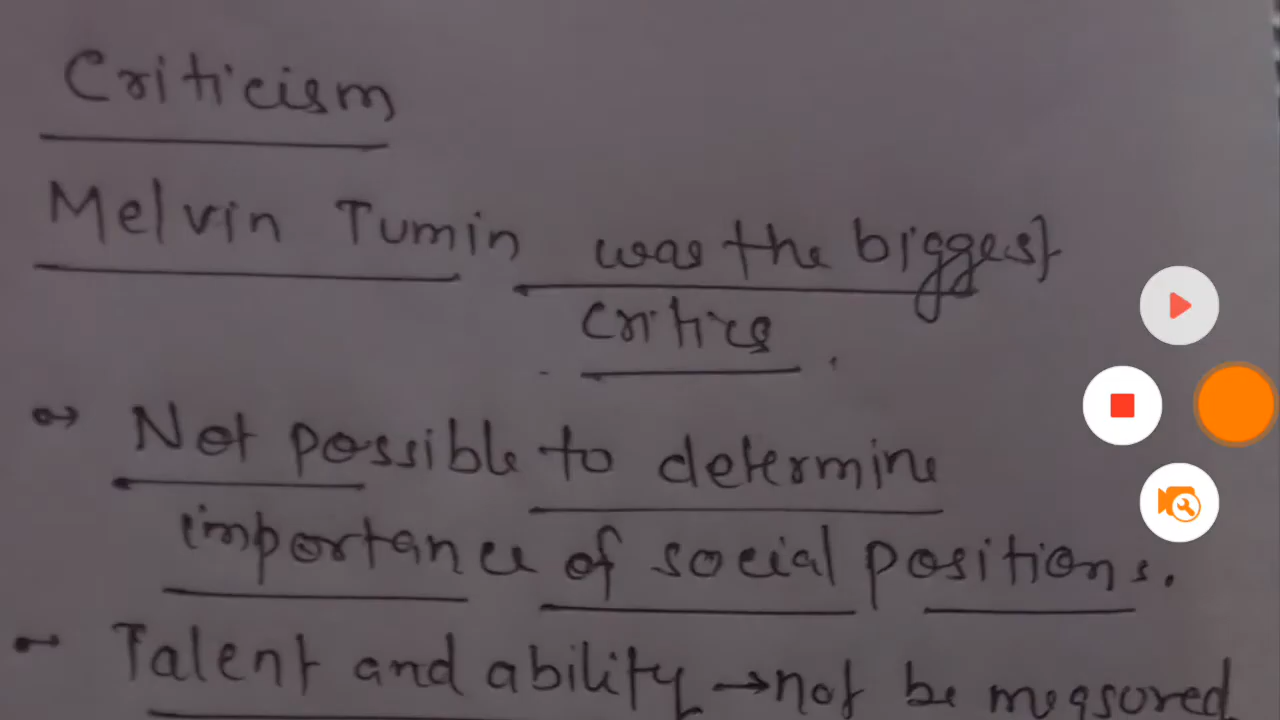 Criticism
Melvin Tumin was the biggest
critics
Not possible to determine
importance of social positions.
Talent and ability → not be measured